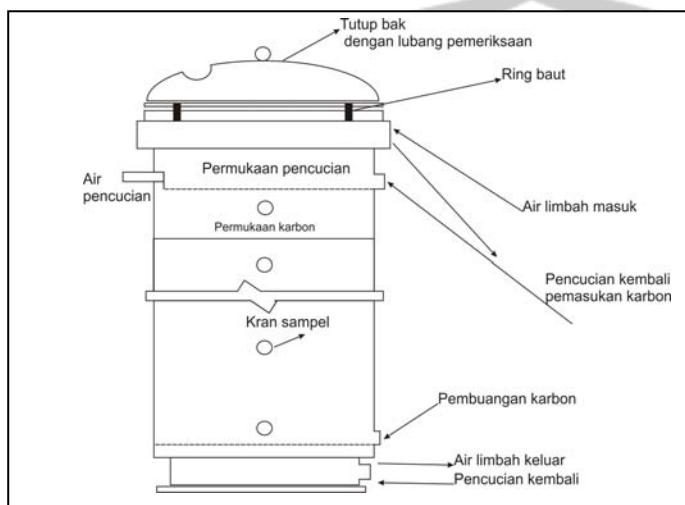 Tutup bak
dengan lubang pemeriksaan
Ring baut
Permukaan pencucian
Air
pencucian
Air limbah masuk
Permukaan karbon
Pencucian kembali
pemasukan karbon
Kran sampel
Pembuangan karbon
Air limbah keluar
Pencucian kembali